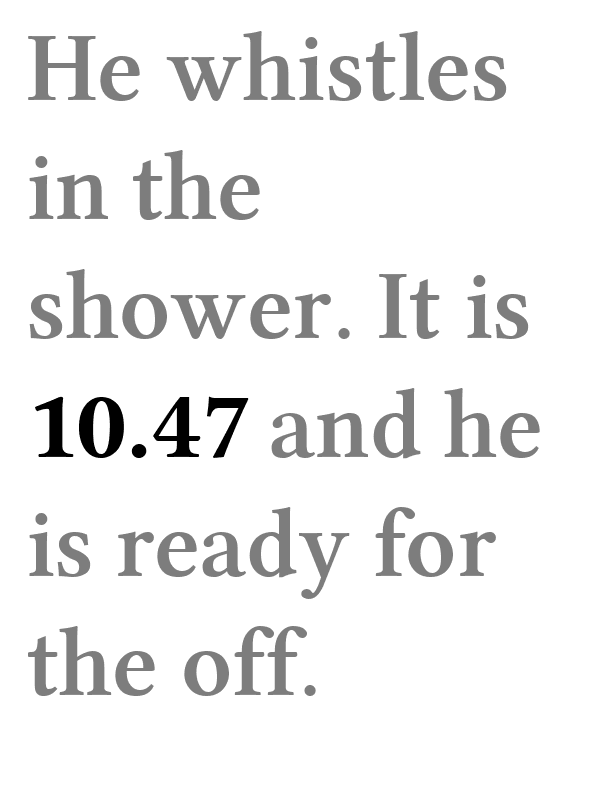 He whistles
in the
shower. It is
10.47 and he
is ready for
the off.